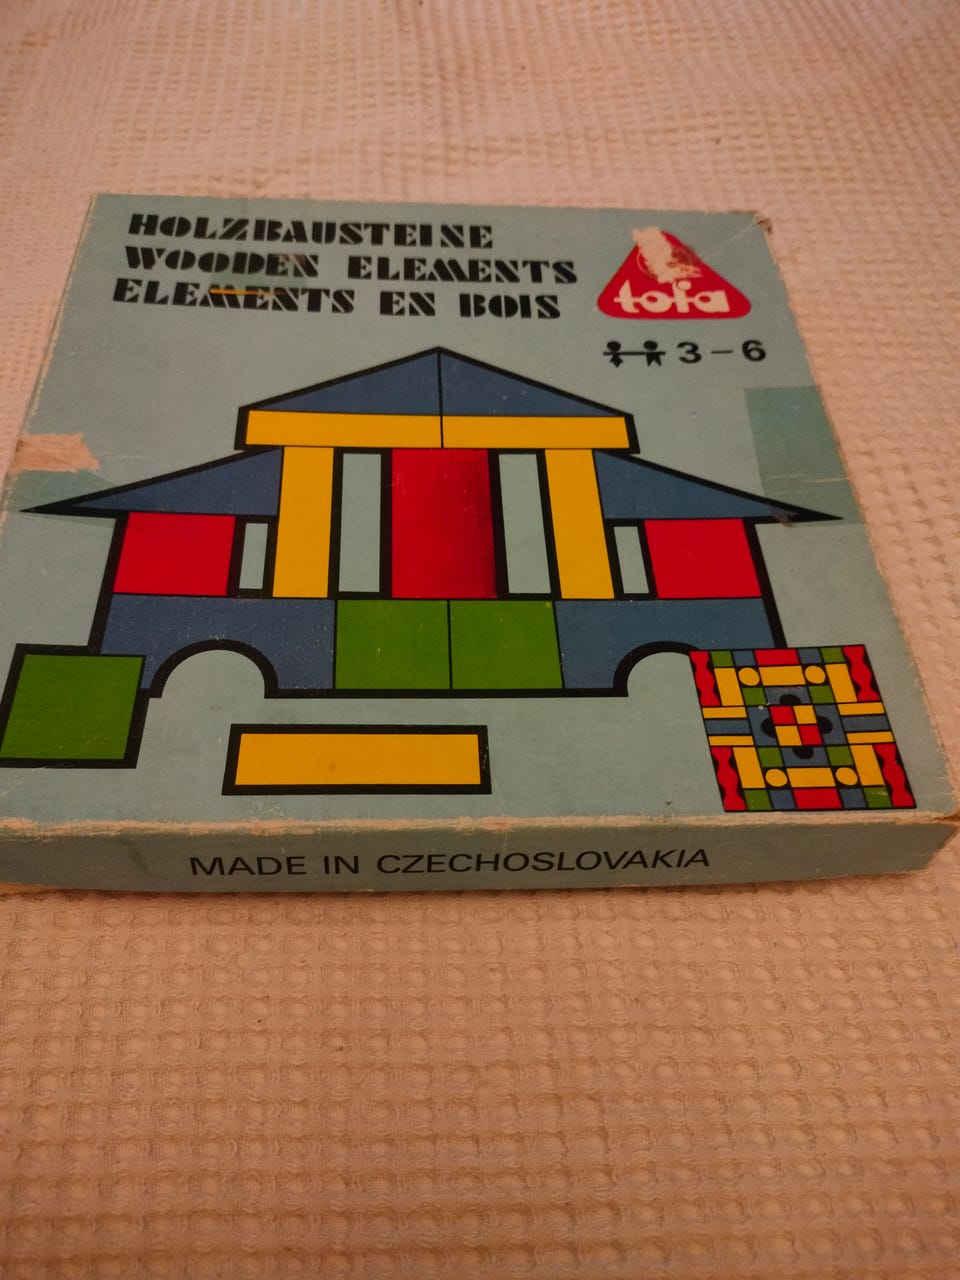 HOLZBAUSTEINE
WOODEN ELEMENTS
ELEMENTS EN BOIS
tofa
3-6
MADE IN CZECHOSLOVAKIA